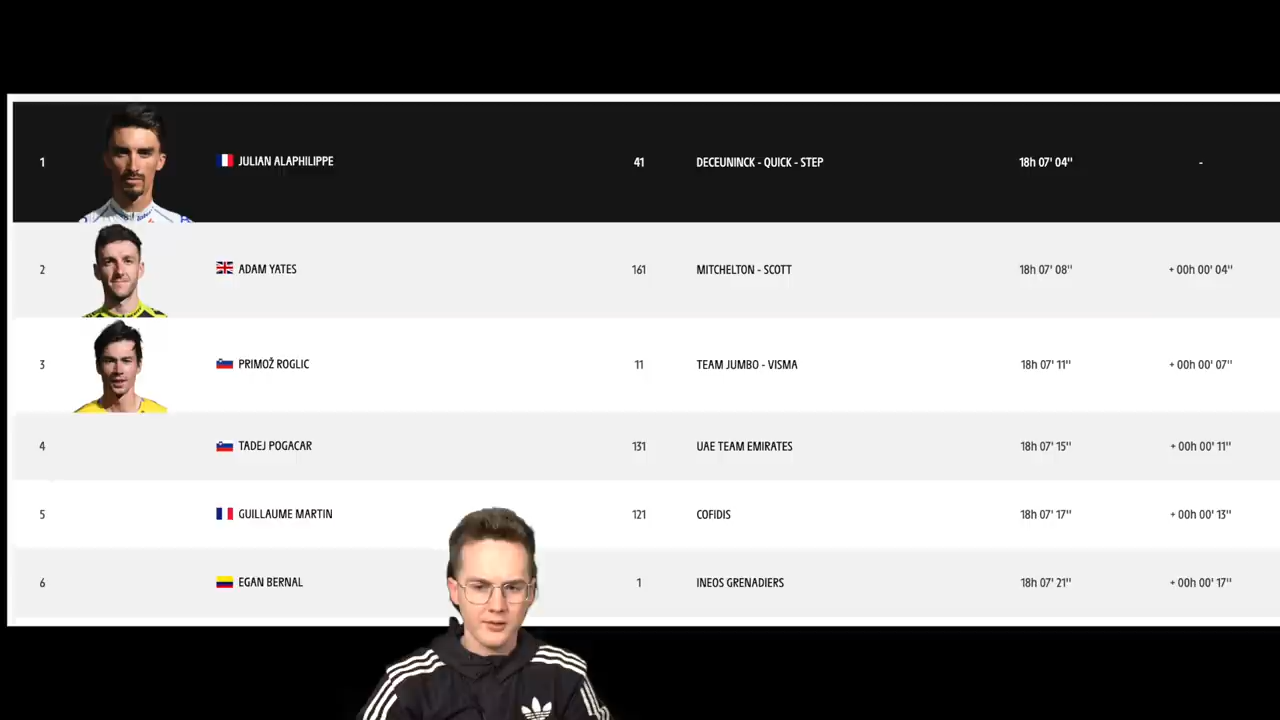 1 JULIAN ALAPHILIPPE 41 DECEUNINCK - QUICK - STEP 18h 07' 04'' -
2 ADAM YATES 161 MITCHELTON - SCOTT 18h 07' 08'' + 00h 00' 04''
3 PRIMOŽ ROGLIC 11 TEAM JUMBO - VISMA 18h 07' 11'' + 00h 00' 07''
4 TADEJ POGACAR 131 UAE TEAM EMIRATES 18h 07' 15'' + 00h 00' 11''
5 GUILLAUME MARTIN 121 COFIDIS 18h 07' 17'' + 00h 00' 13''
6 EGAN BERNAL 1 INEOS GRENADIERS 18h 07' 21'' + 00h 00' 17''